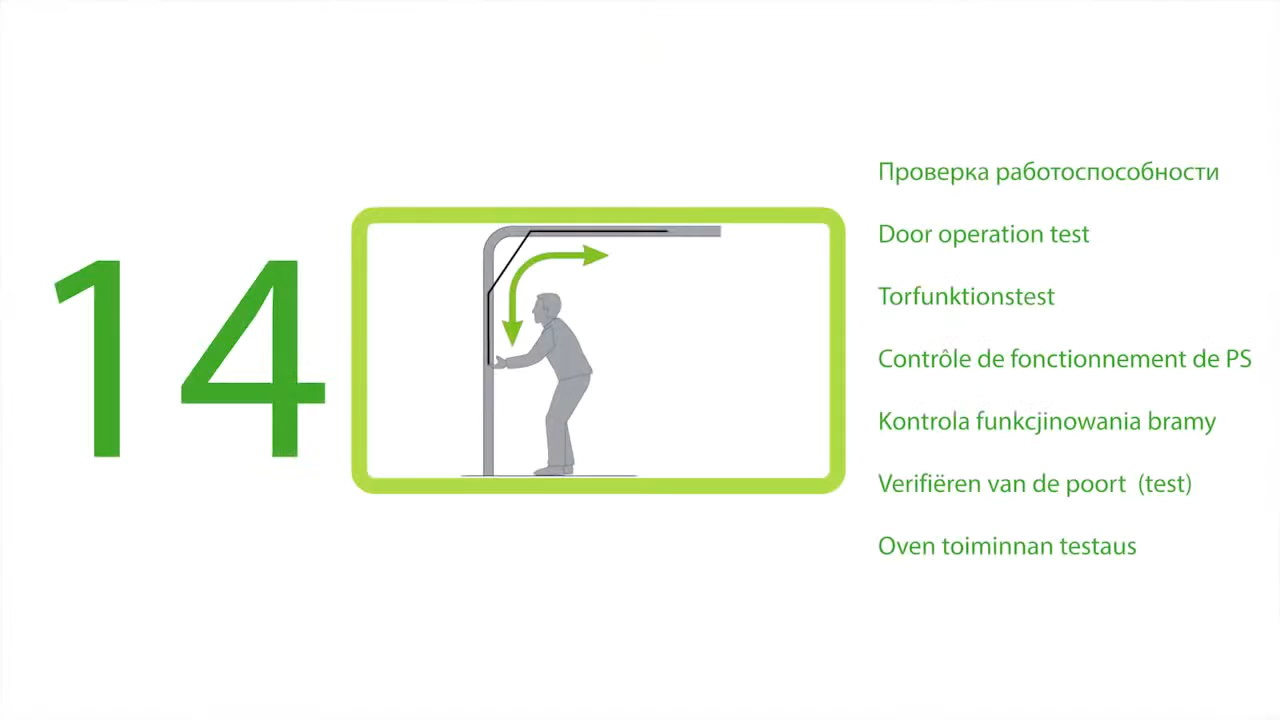 14
Проверка работоспособности
Door operation test
Torfunktionstest
Contrôle de fonctionnement de PS
Kontrola funkcjinowania bramy
Verifiëren van de poort (test)
Oven toiminnan testaus